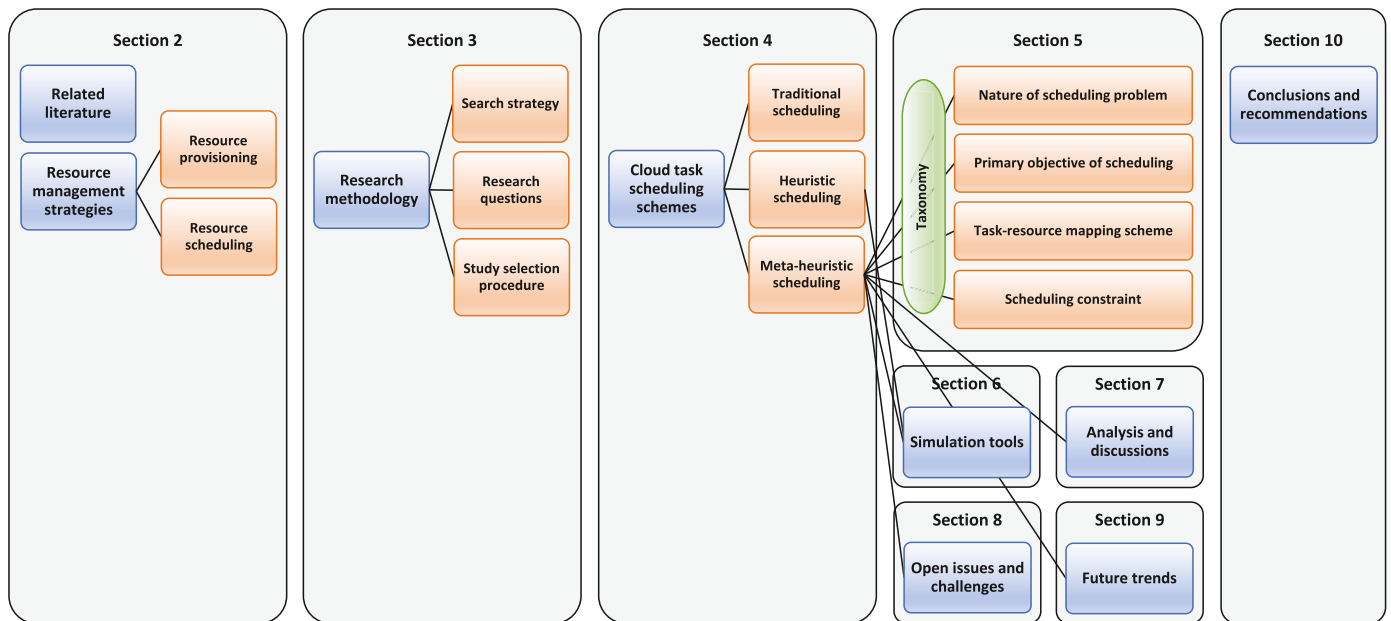 Section 2
Related
literature
Resource
management
strategies
Resource
provisioning
Resource
scheduling
Section 3
Research
methodology
Search strategy
Research
questions
Study selection
procedure
Section 4
Cloud task
scheduling
schemes
Traditional
scheduling
Heuristic
scheduling
Meta-heuristic
scheduling
Section 5
Taxonomy
Nature of scheduling problem
Primary objective of scheduling
Task-resource mapping scheme
Scheduling constraint
Section 6
Simulation tools
Section 7
Analysis and
discussions
Section 8
Open issues and
challenges
Section 9
Future trends
Section 10
Conclusions and
recommendations